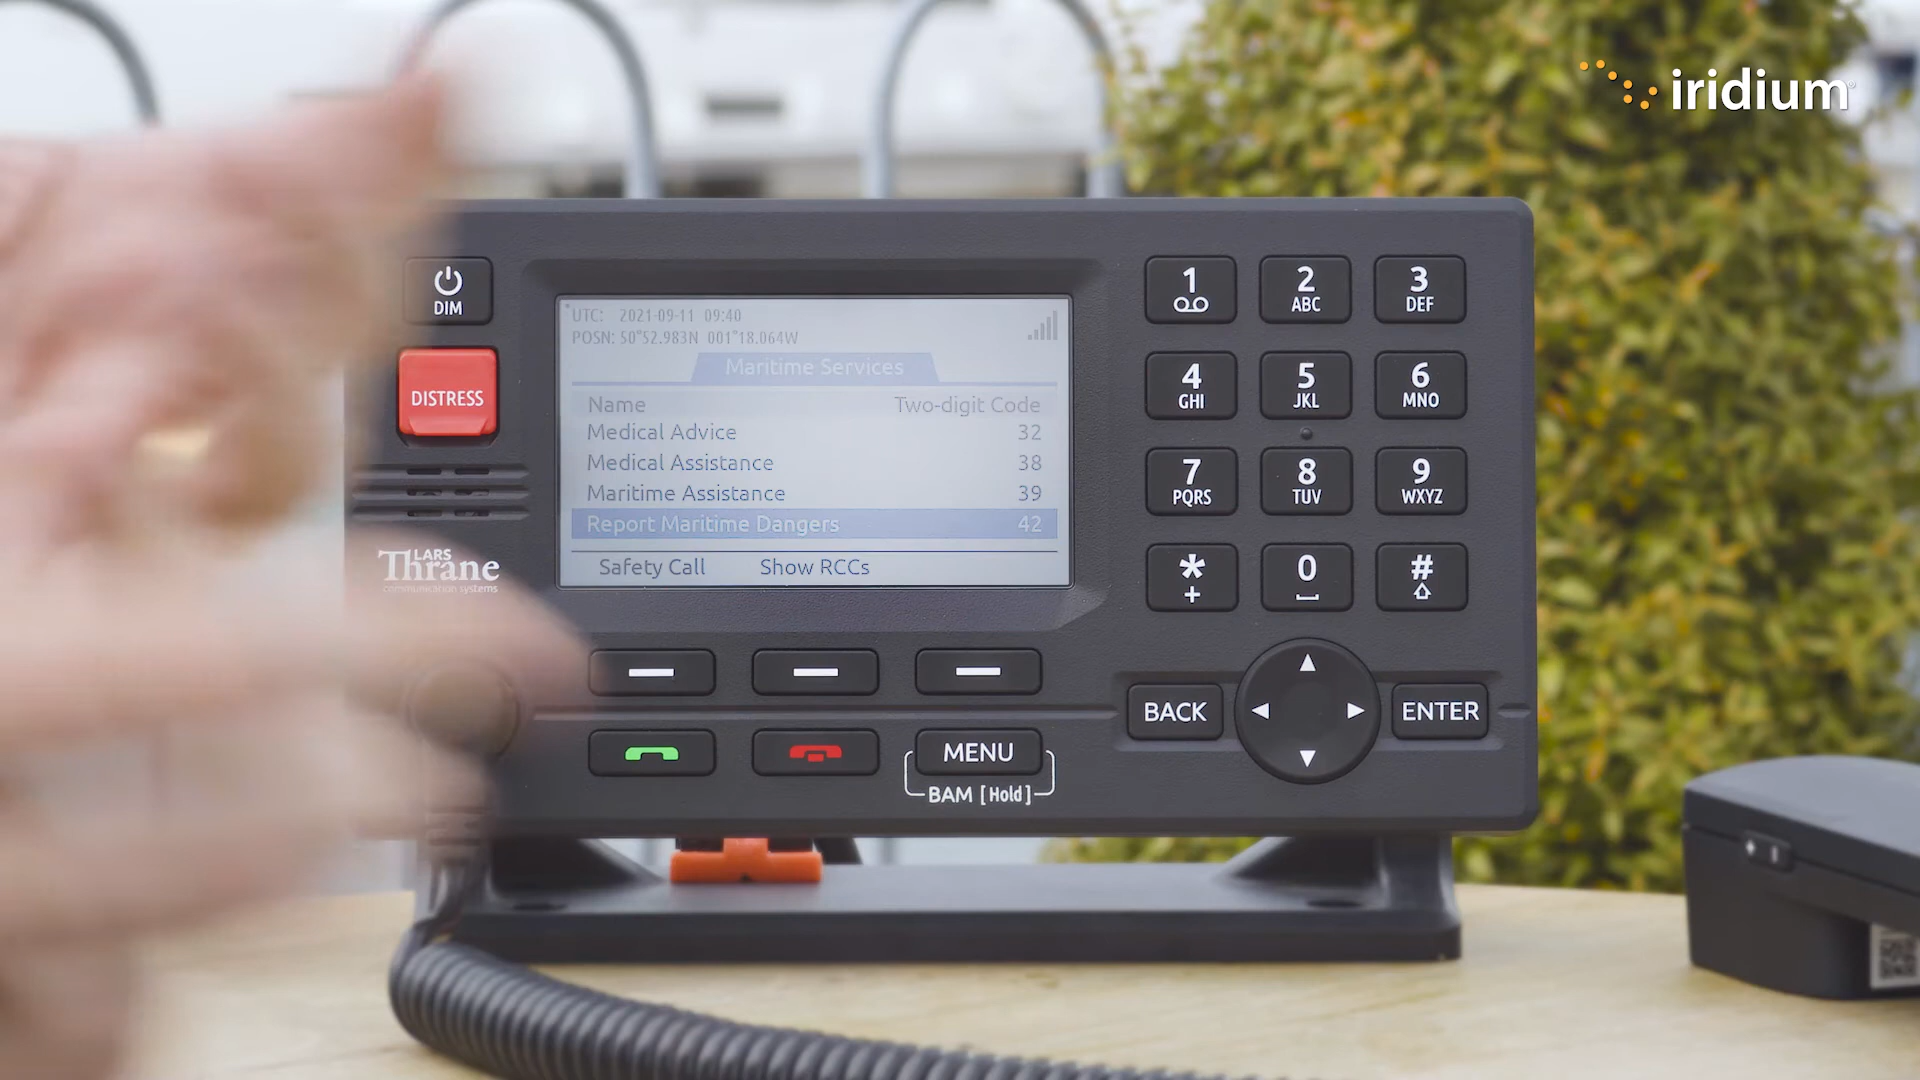 iridium
DIM
DISTRESS
LARS
Thrane
communication systems
UTC: 2021-09-11 09:40
POSN: 50°52.983N 001°18.064W
Maritime Services
Name Two-digit Code
Medical Advice 32
Medical Assistance 38
Maritime Assistance 39
Report Maritime Dangers 42
Safety Call Show RCCs
1
2 ABC
3 DEF
4 GHI
5 JKL
6 MNO
7 PQRS
8 TUV
9 WXYZ
* +
0
#
BACK
ENTER
MENU
BAM [Hold]